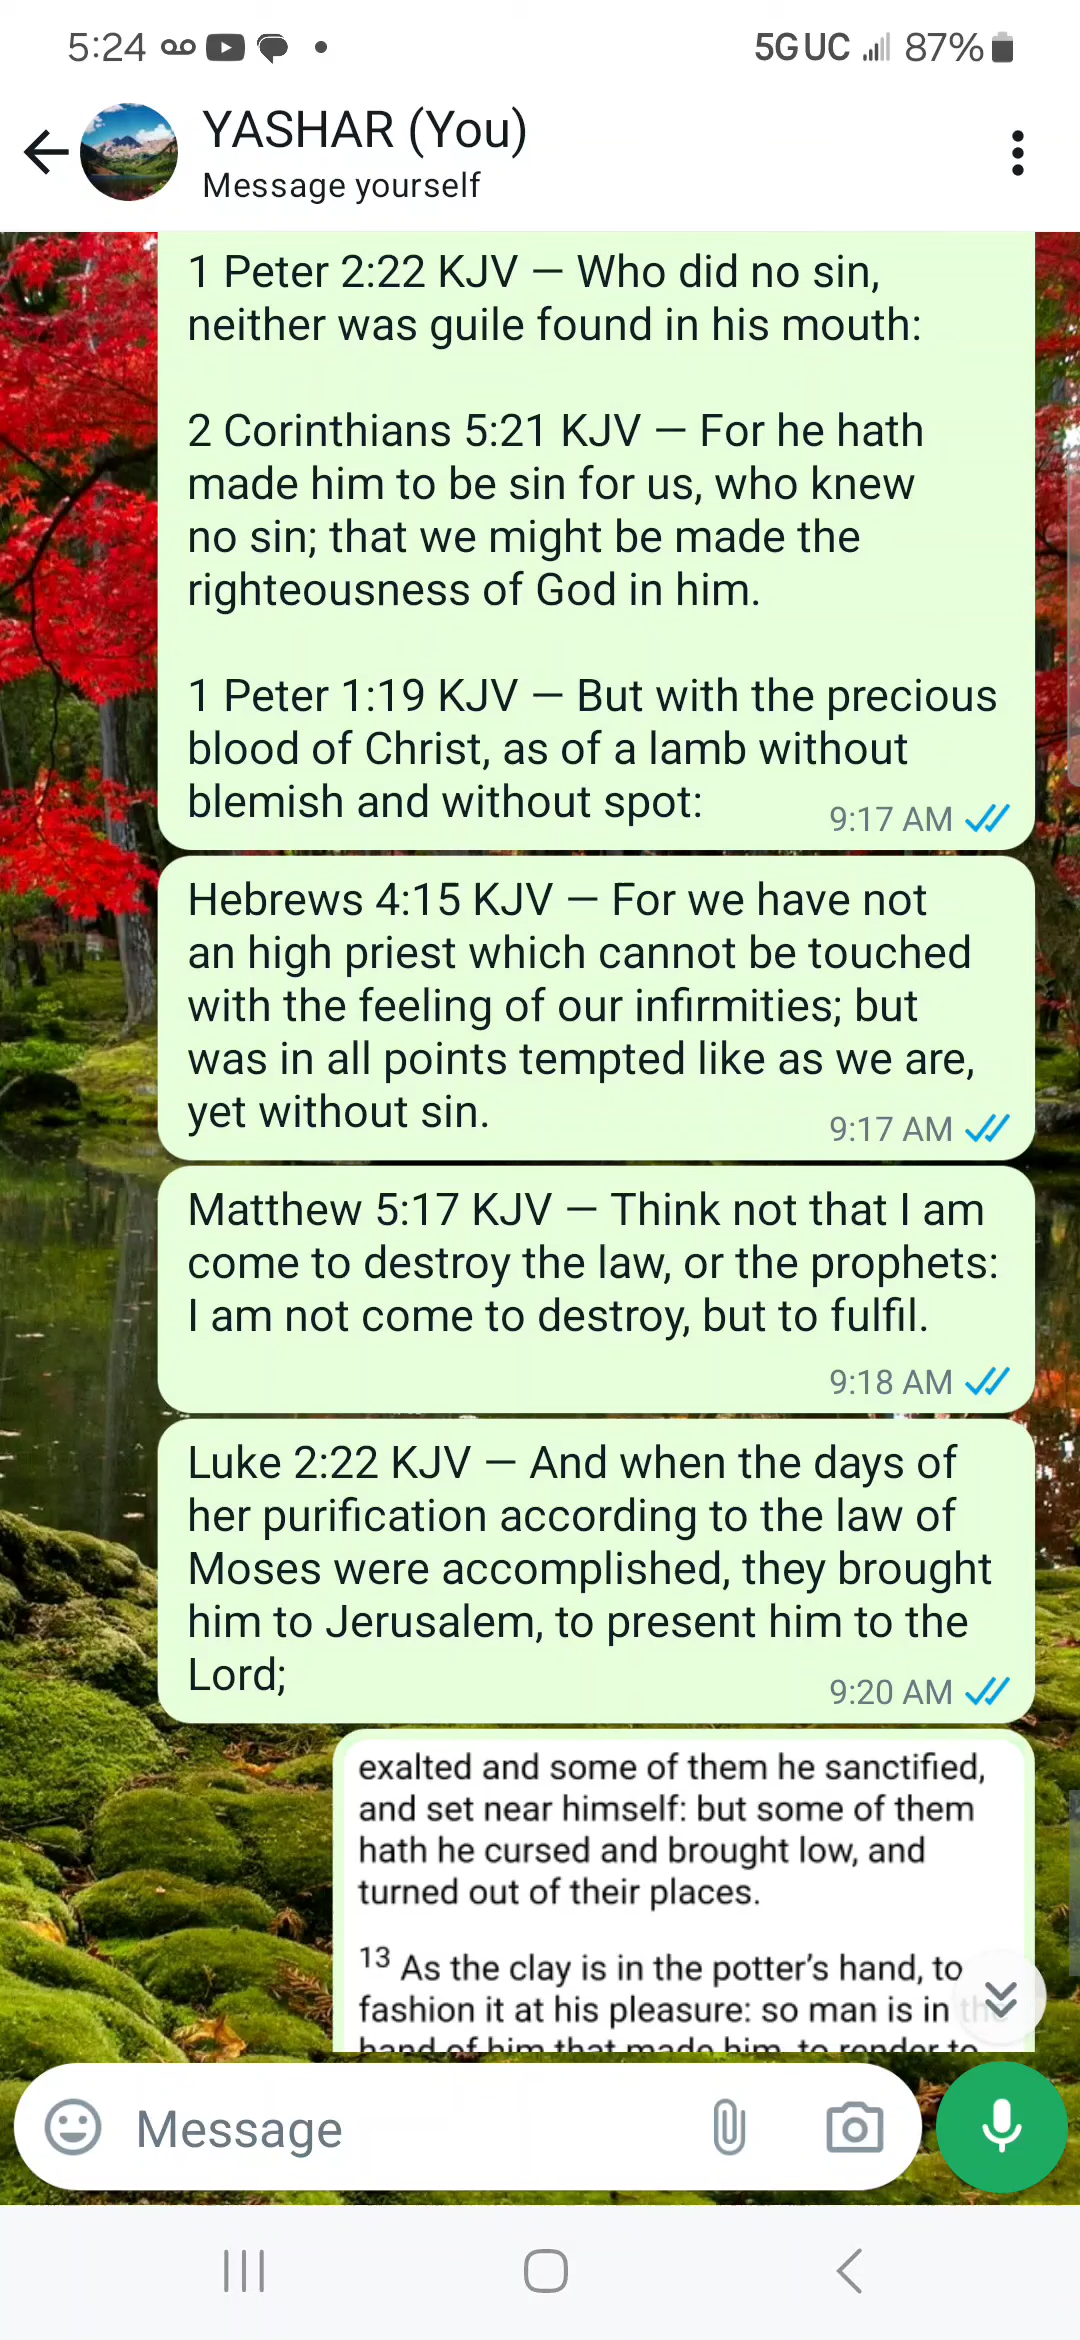 5:24
5G UC 87%
YASHAR (You)
Message yourself
1 Peter 2:22 KJV — Who did no sin,
neither was guile found in his mouth:
2 Corinthians 5:21 KJV — For he hath
made him to be sin for us, who knew
no sin; that we might be made the
righteousness of God in him.
1 Peter 1:19 KJV — But with the precious
blood of Christ, as of a lamb without
blemish and without spot:
9:17 AM
Hebrews 4:15 KJV — For we have not
an high priest which cannot be touched
with the feeling of our infirmities; but
was in all points tempted like as we are,
yet without sin.
9:17 AM
Matthew 5:17 KJV — Think not that I am
come to destroy the law, or the prophets:
I am not come to destroy, but to fulfil.
9:18 AM
Luke 2:22 KJV — And when the days of
her purification according to the law of
Moses were accomplished, they brought
him to Jerusalem, to present him to the
Lord;
9:20 AM
exalted and some of them he sanctified,
and set near himself: but some of them
hath he cursed and brought low, and
turned out of their places.
13 As the clay is in the potter's hand, to
fashion it at his pleasure: so man is in the
hand of him that made him, to render to
Message